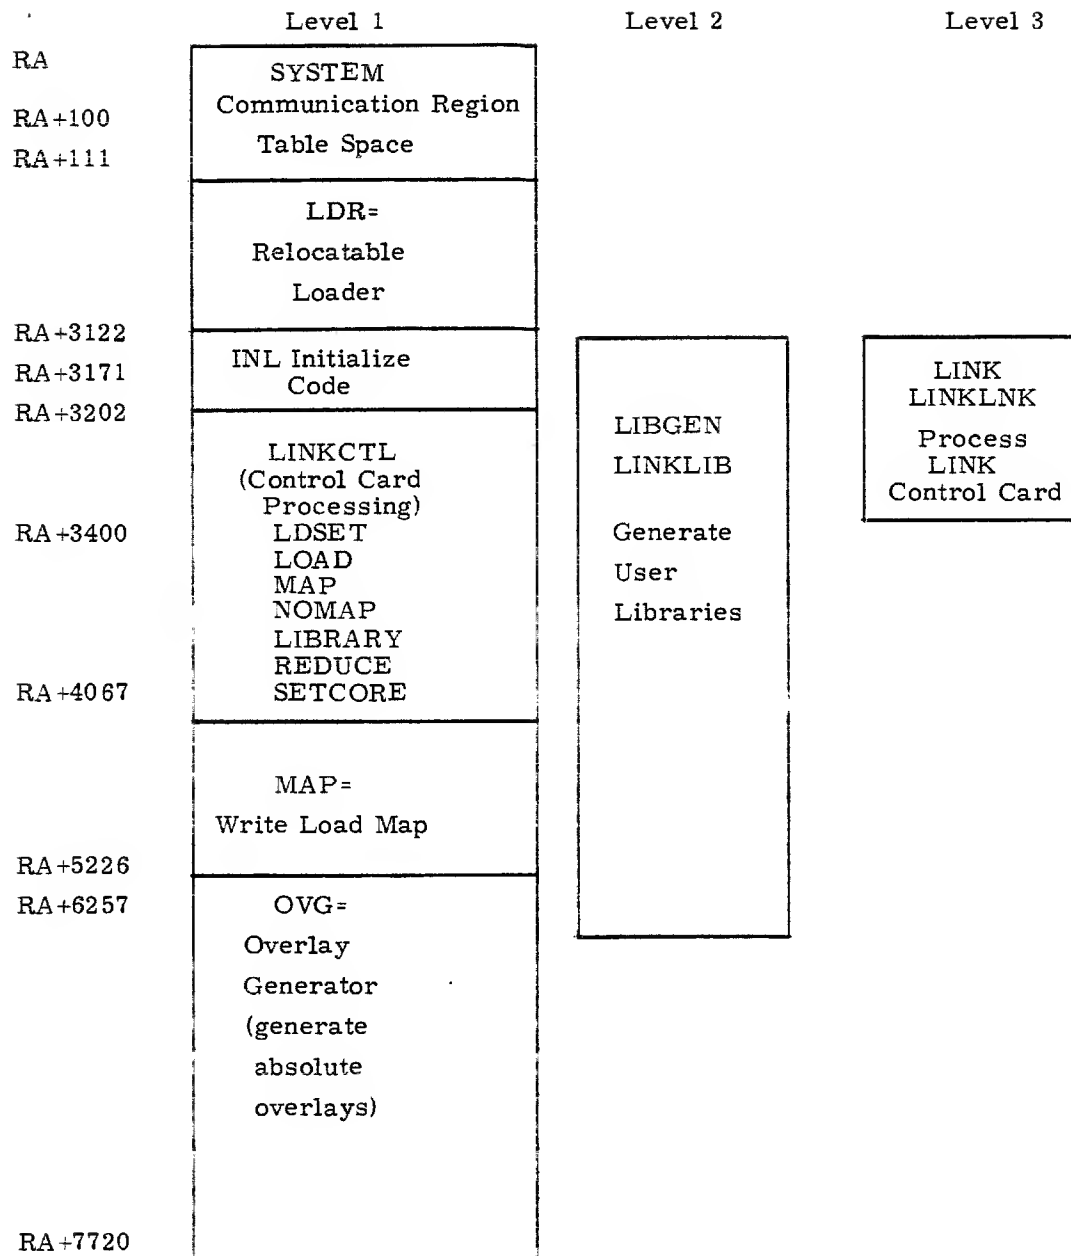 Level 1 Level 2 Level 3
RA
SYSTEM
Communication Region
RA+100
Table Space
RA+111
LDR=
Relocatable
Loader
RA+3122
INL Initialize
Code
RA+3171
RA+3202
LINKCTL
(Control Card
Processing)
RA+3400
LDSET
LOAD
MAP
NOMAP
LIBRARY
REDUCE
RA+4067
SETCORE
MAP=
Write Load Map
RA+5226
RA+6257
OVG=
Overlay
Generator
(generate
absolute
overlays)
RA+7720
LIBGEN
LINKLIB
Generate
User
Libraries
LINK
LINKLNK
Process
LINK
Control Card